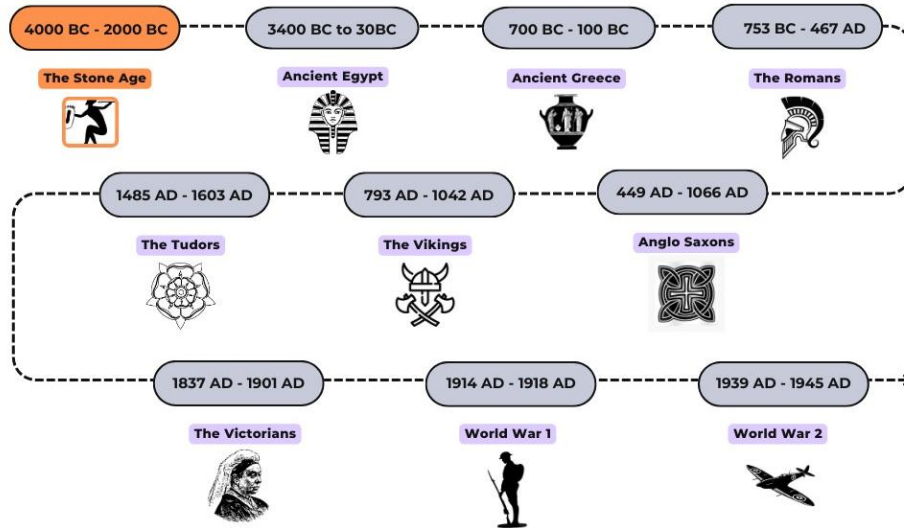 4000 BC - 2000 BC
The Stone Age
3400 BC to 30BC
Ancient Egypt
700 BC - 100 BC
Ancient Greece
753 BC - 467 AD
The Romans
449 AD - 1066 AD
Anglo Saxons
793 AD - 1042 AD
The Vikings
1485 AD - 1603 AD
The Tudors
1837 AD - 1901 AD
The Victorians
1914 AD - 1918 AD
World War 1
1939 AD - 1945 AD
World War 2